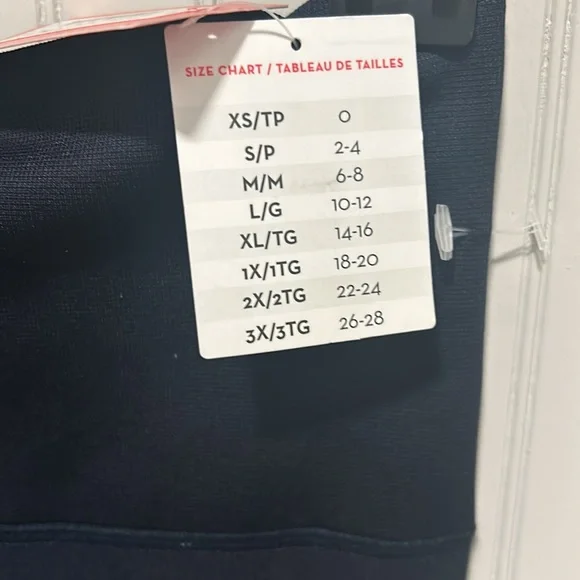 SIZE CHART / TABLEAU DE TAILLES
XS/TP 0
S/P 2-4
M/M 6-8
L/G 10-12
XL/TG 14-16
1X/1TG 18-20
2X/2TG 22-24
3X/3TG 26-28